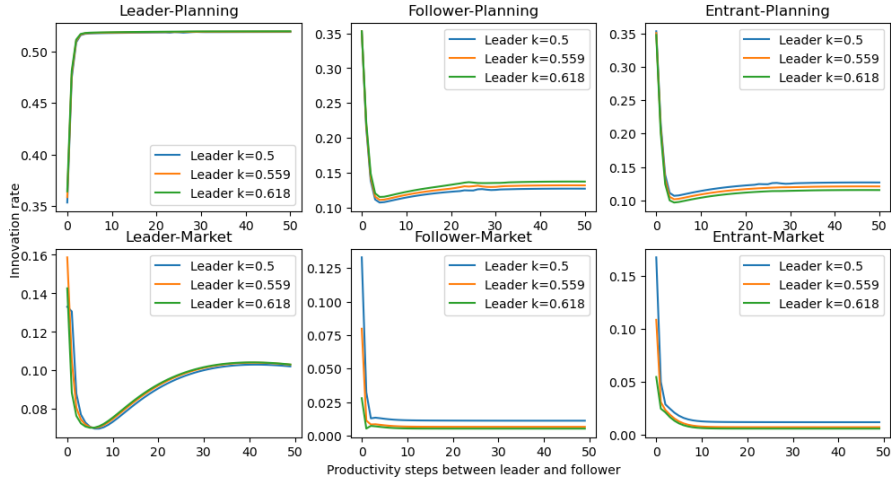 Leader-Planning
Follower-Planning
Entrant-Planning
0.50
0.45
0.40
0.35
Leader k=0.5
Leader k=0.559
Leader k=0.618
0 10 20 30 40 50
0.35
0.30
0.25
0.20
0.15
0.10
Leader k=0.5
Leader k=0.559
Leader k=0.618
0 10 20 30 40 50
0.35
0.30
0.25
0.20
0.15
0.10
Leader k=0.5
Leader k=0.559
Leader k=0.618
0 10 20 30 40 50
Innovation rate
Leader-Market
Follower-Market
Entrant-Market
0.16
0.14
0.12
0.10
0.08
Leader k=0.5
Leader k=0.559
Leader k=0.618
0 10 20 30 40 50
0.125
0.100
0.075
0.050
0.025
0.000
Leader k=0.5
Leader k=0.559
Leader k=0.618
0 10 20 30 40 50
0.15
0.10
0.05
0.00
Leader k=0.5
Leader k=0.559
Leader k=0.618
0 10 20 30 40 50
Productivity steps between leader and follower